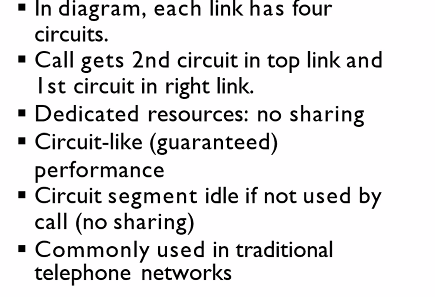 ▪ In diagram, each link has four
circuits.
▪ Call gets 2nd circuit in top link and
1st circuit in right link.
▪ Dedicated resources: no sharing
▪ Circuit-like (guaranteed)
performance
▪ Circuit segment idle if not used by
call (no sharing)
▪ Commonly used in traditional
telephone networks